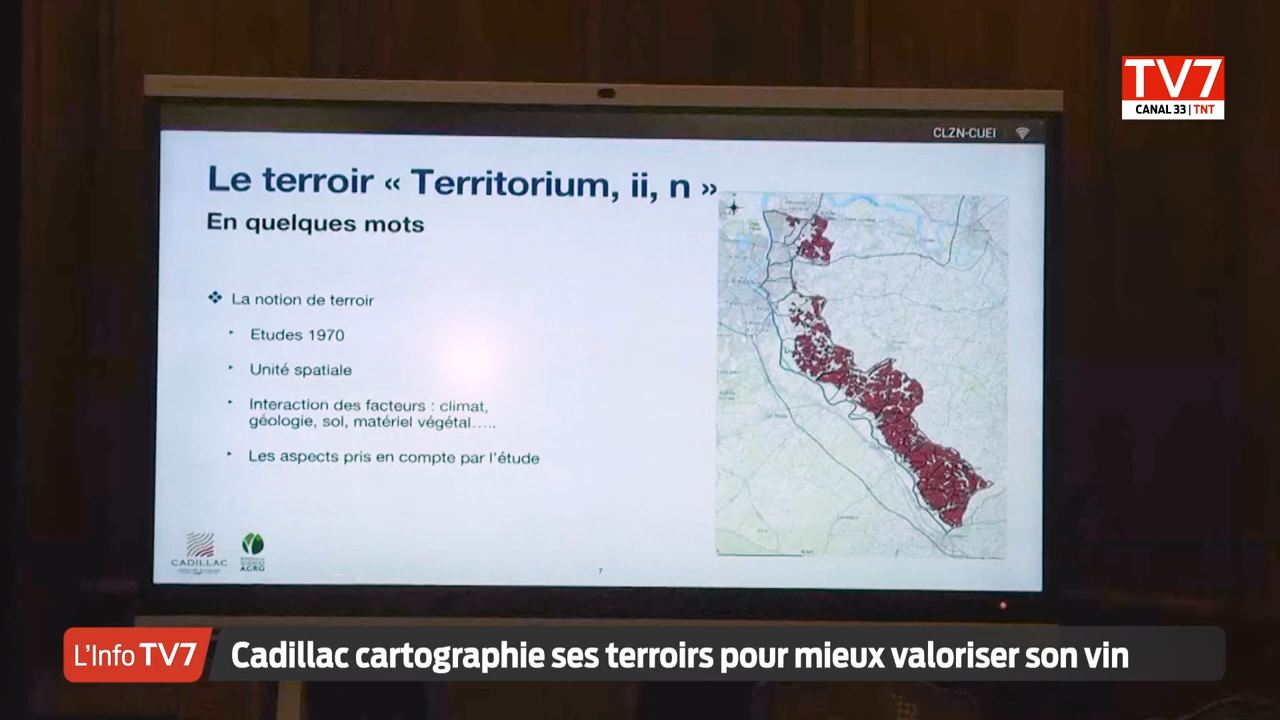 TV7
CANAL 33 | TNT
CLZN-CUEI
Le terroir « Territorium, ii, n »
En quelques mots
❖ La notion de terroir
Etudes 1970
Unité spatiale
Interaction des facteurs : climat,
géologie, sol, matériel végétal…..
Les aspects pris en compte par l'étude
CADILLAC
AGRO
7
L'Info TV7
Cadillac cartographie ses terroirs pour mieux valoriser son vin